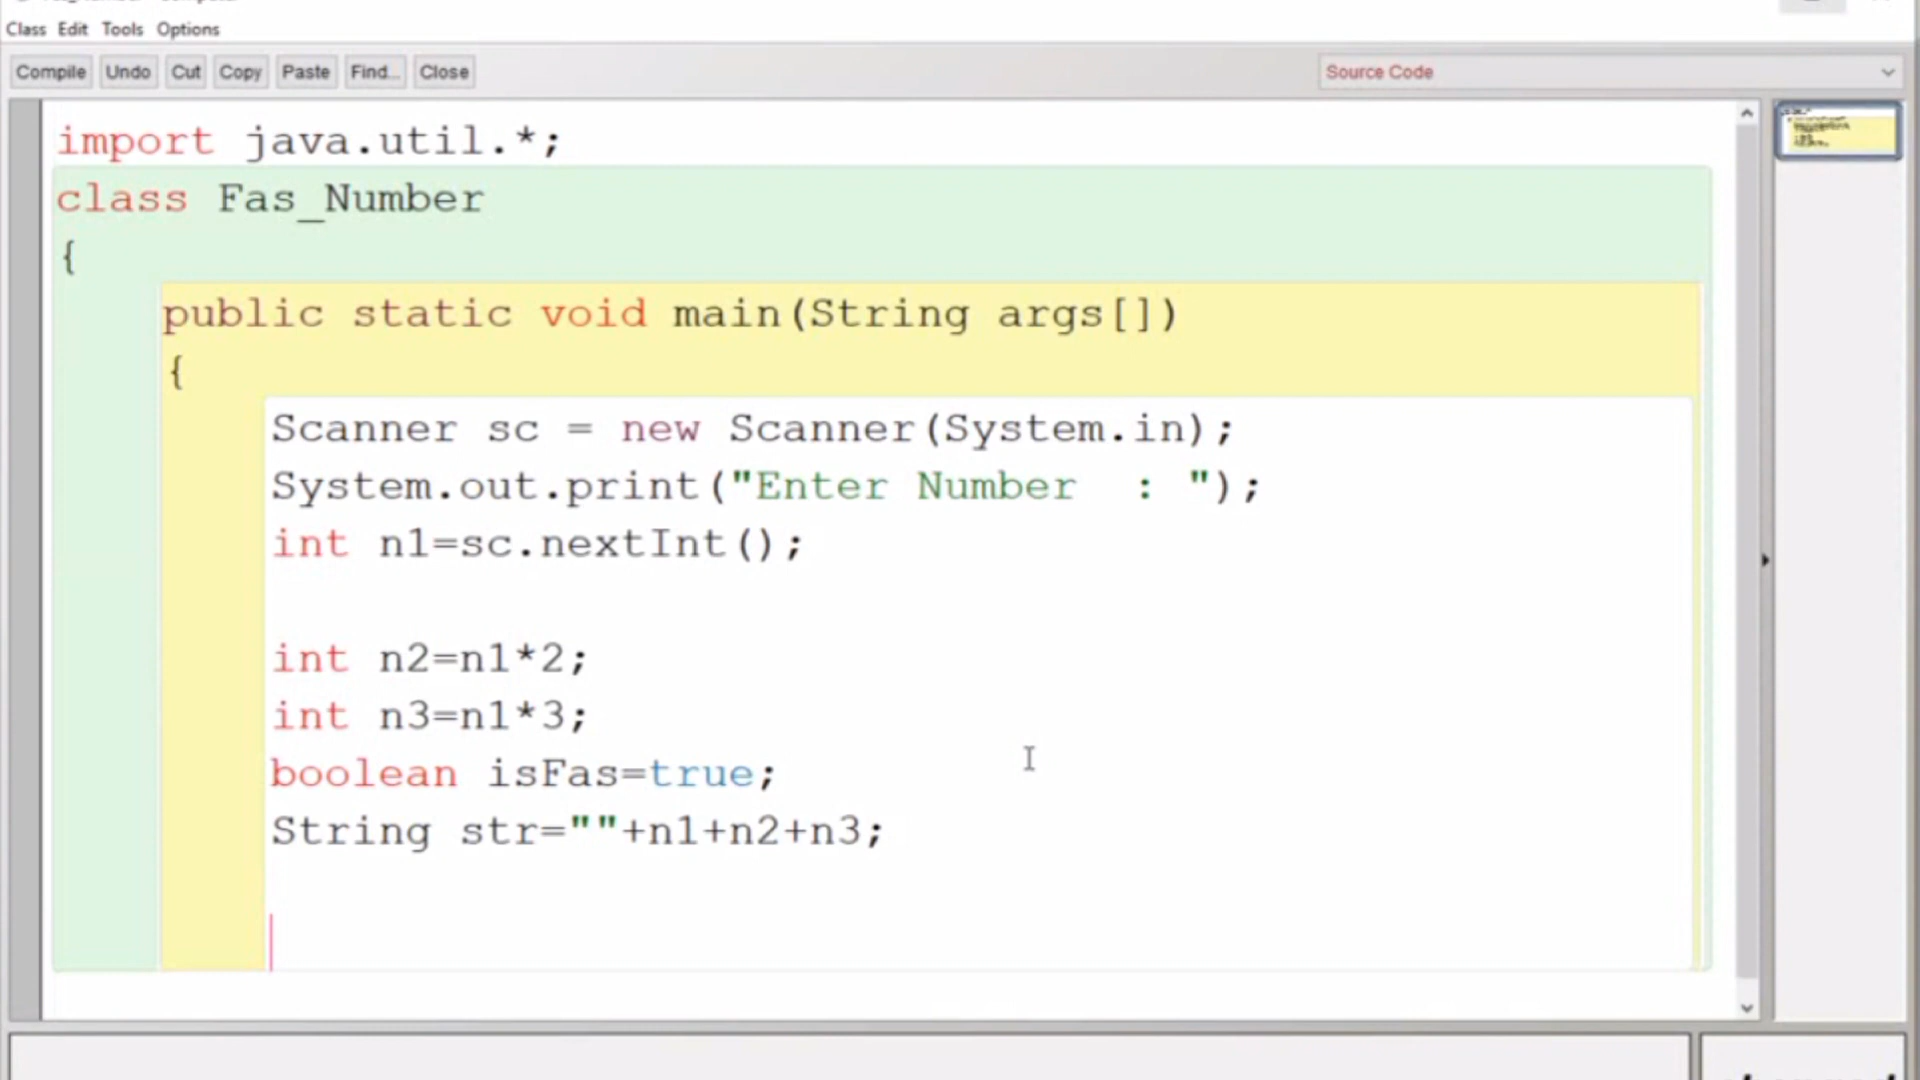 Class Edit Tools Options
Compile Undo Cut Copy Paste Find... Close Source Code
import java.util.*;
class Fas_Number
{
public static void main(String args[])
{
Scanner sc = new Scanner(System.in);
System.out.print("Enter Number  : ");
int n1=sc.nextInt();
int n2=n1*2;
int n3=n1*3;
boolean isFas=true;
String str=""+n1+n2+n3;